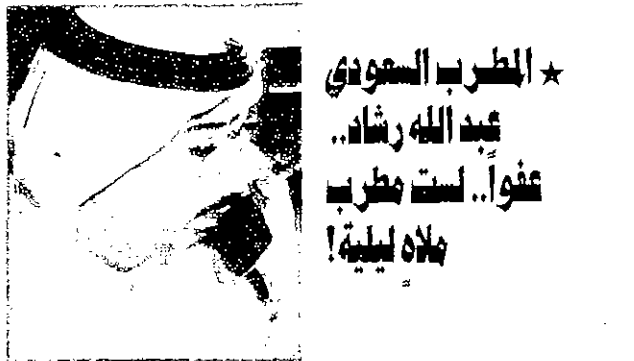 ★ المطرب السعودي
عبد الله رشاد..
عفواً.. لست مطرب
ملاهٍ ليلية!